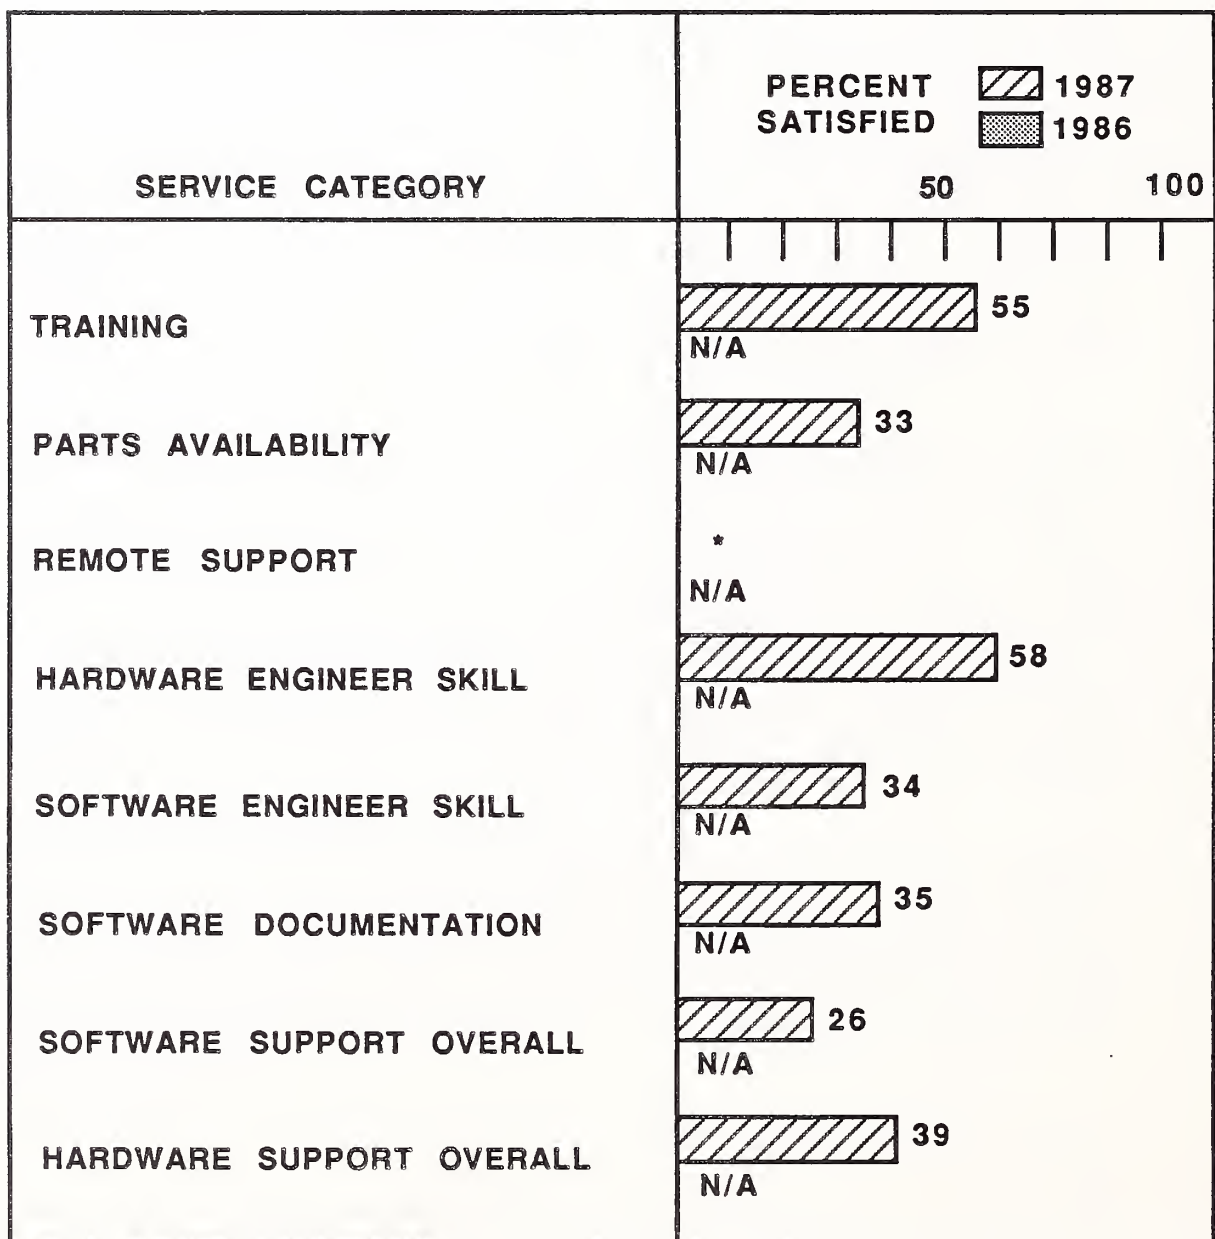 PERCENT 1987
SATISFIED 1986
SERVICE CATEGORY 50 100
TRAINING 55
N/A
PARTS AVAILABILITY 33
N/A
REMOTE SUPPORT *
N/A
HARDWARE ENGINEER SKILL 58
N/A
SOFTWARE ENGINEER SKILL 34
N/A
SOFTWARE DOCUMENTATION 35
N/A
SOFTWARE SUPPORT OVERALL 26
N/A
HARDWARE SUPPORT OVERALL 39
N/A